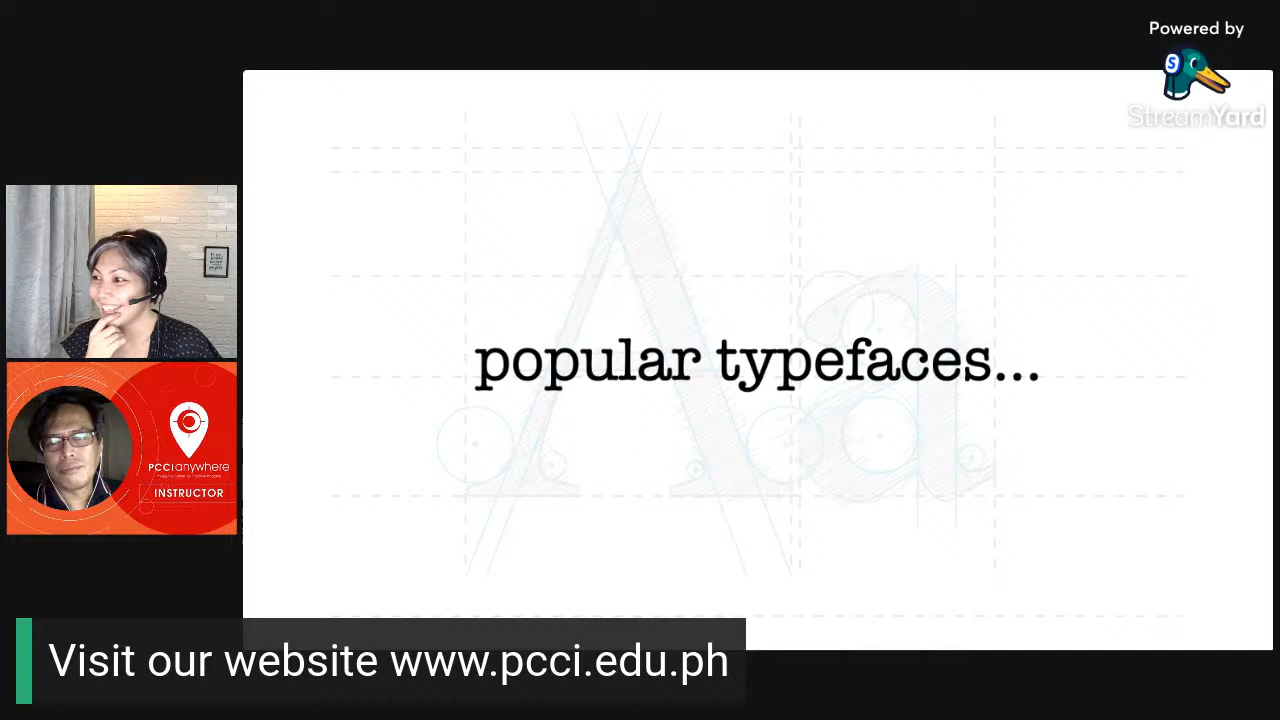 Powered by
StreamYard
popular typefaces...
PCCI anywhere
INSTRUCTOR
Visit our website www.pcci.edu.ph